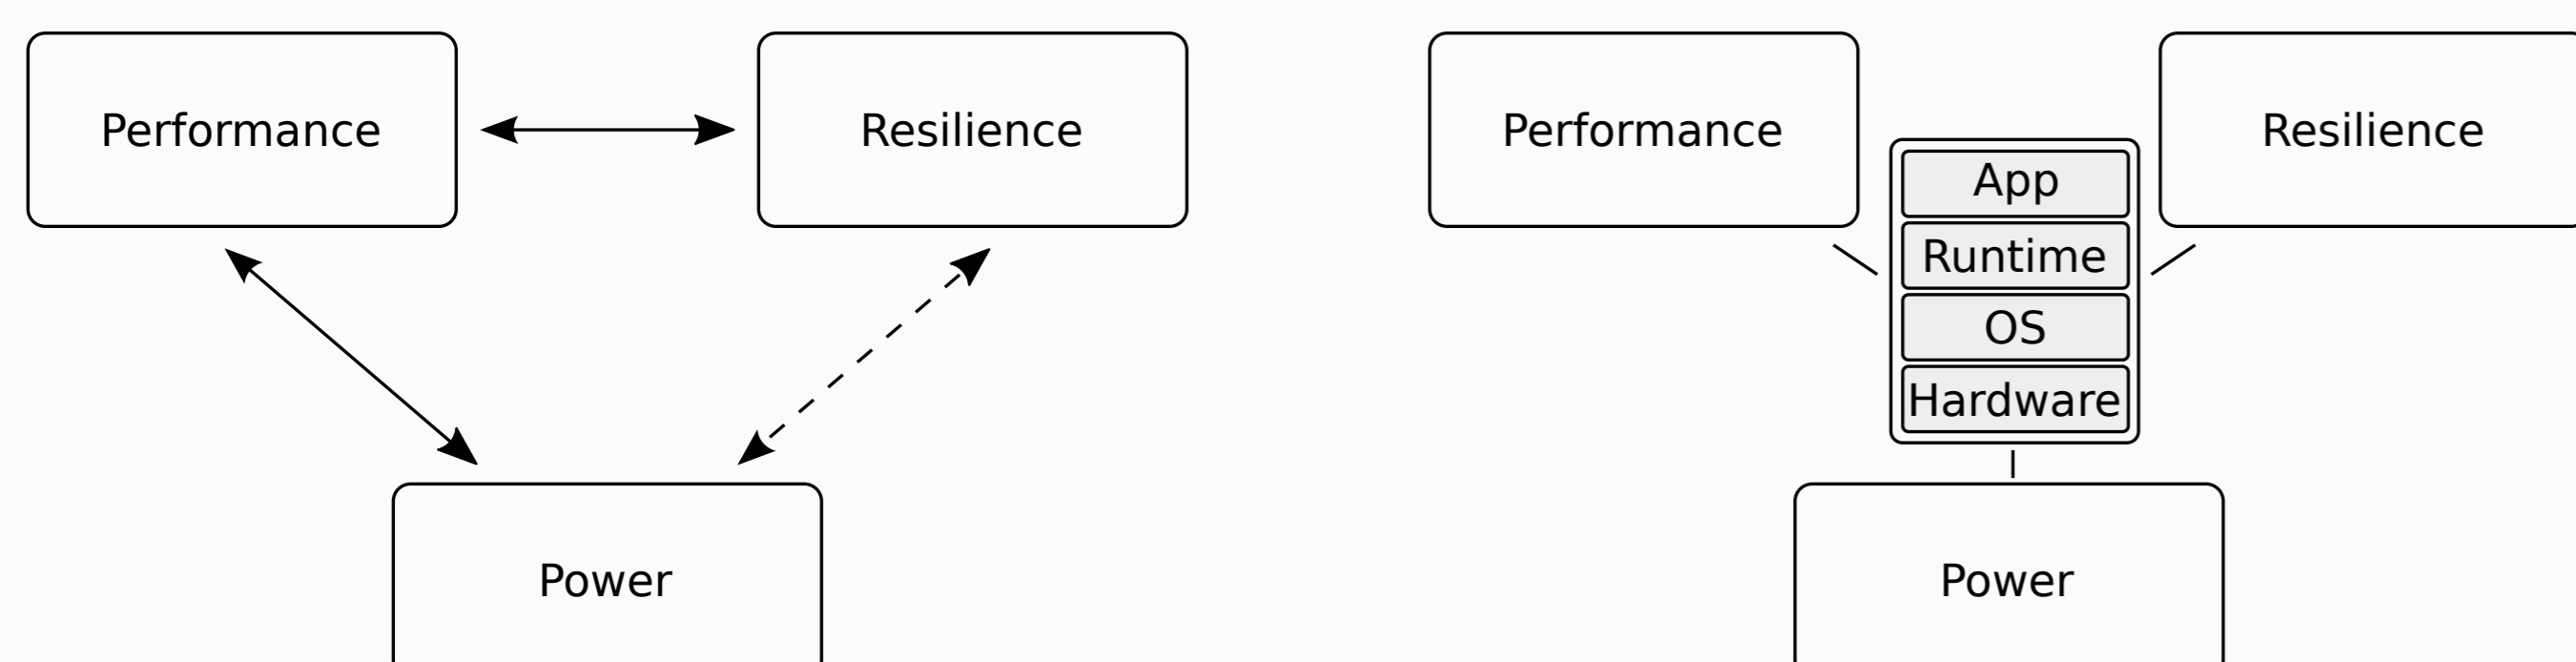 Performance
Resilience
Power
Performance
Resilience
App
Runtime
OS
Hardware
Power